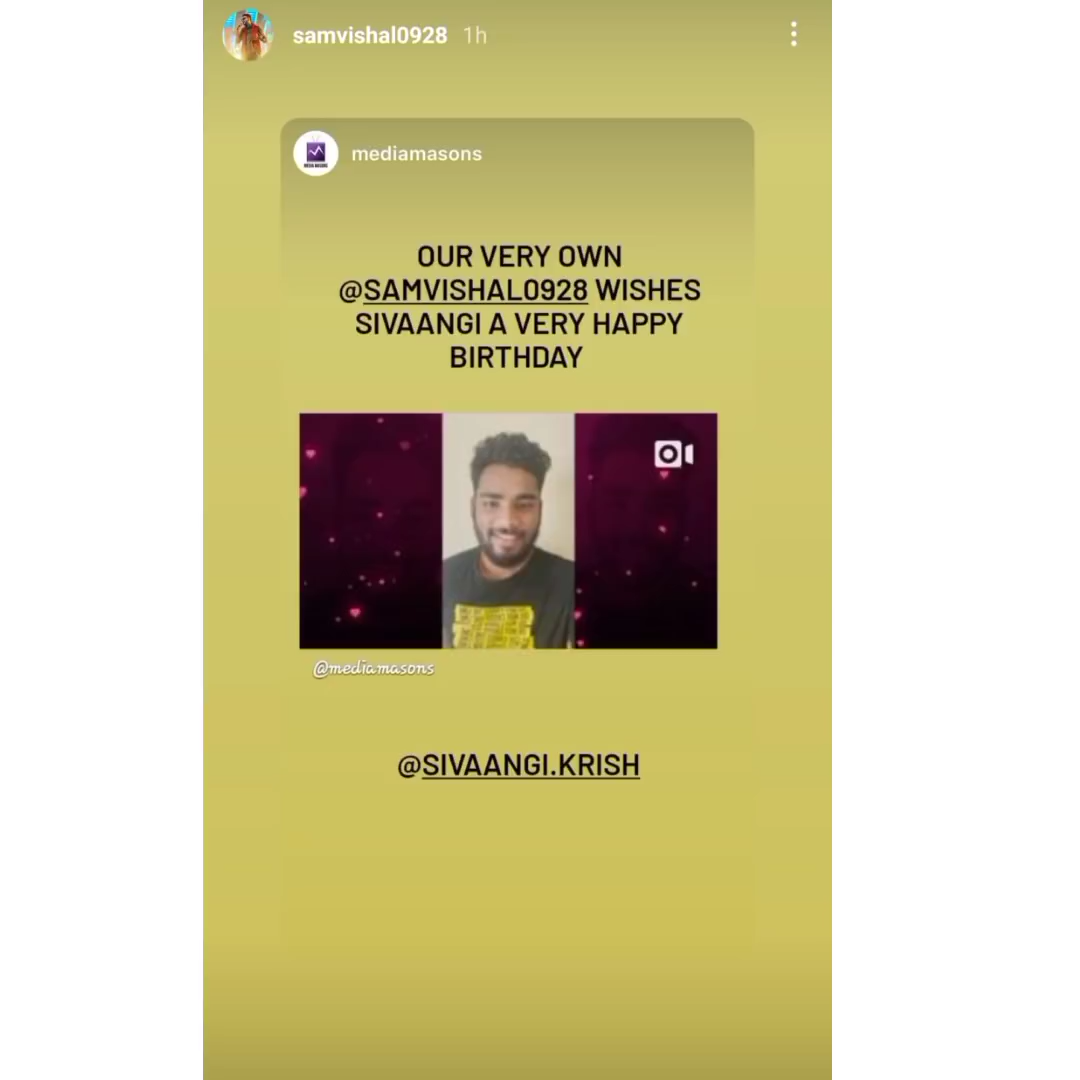 samvishal0928 1h
mediamasons
OUR VERY OWN
@SAMVISHAL0928 WISHES
SIVAANGI A VERY HAPPY
BIRTHDAY
@mediamasons
@SIVAANGI.KRISH